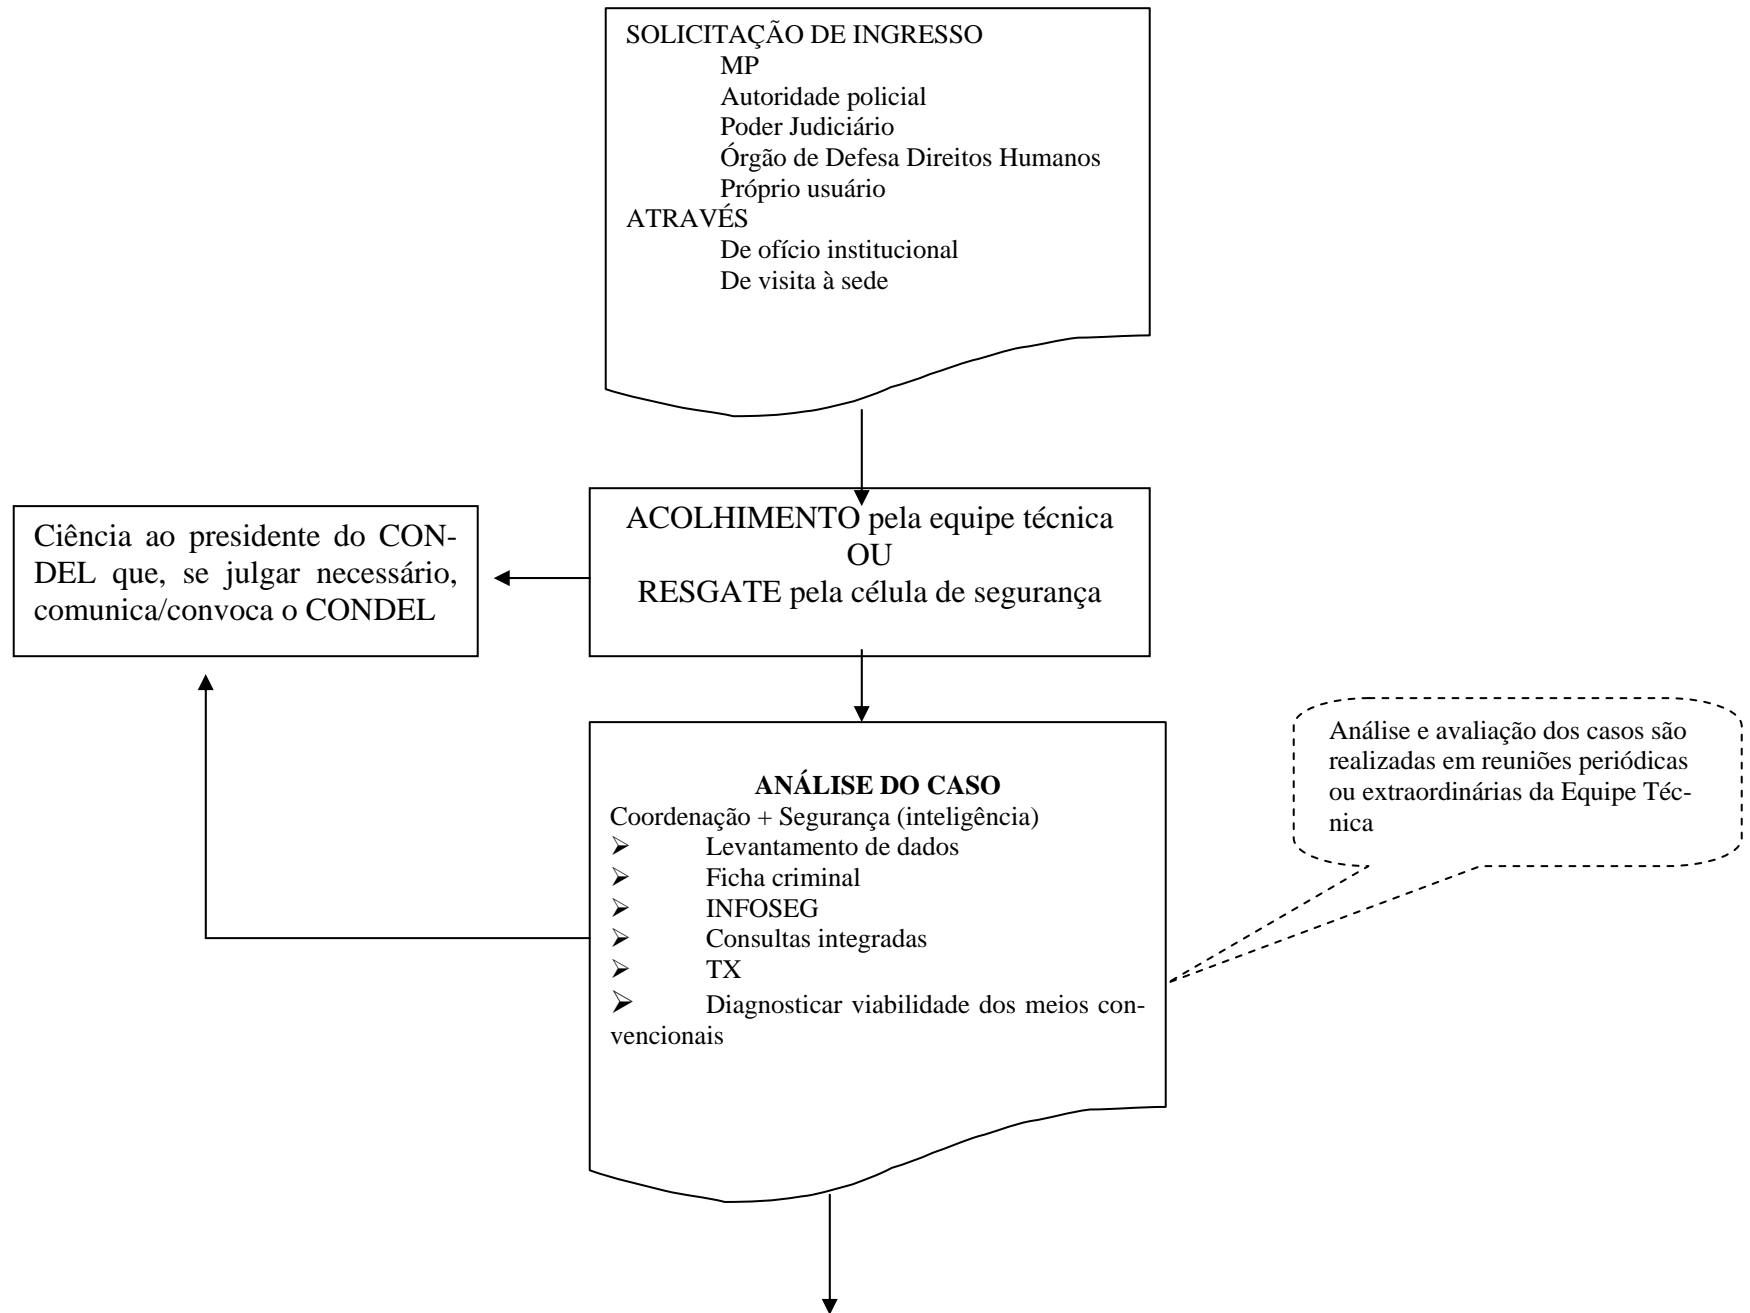 SOLICITAÇÃO DE INGRESSO
MP
Autoridade policial
Poder Judiciário
Órgão de Defesa Direitos Humanos
Próprio usuário
ATRAVÉS
De ofício institucional
De visita à sede
Ciência ao presidente do CON-
DEL que, se julgar necessário,
comunica/convoca o CONDEL
ACOLHIMENTO pela equipe técnica
OU
RESGATE pela célula de segurança
ANÁLISE DO CASO
Coordenação + Segurança (inteligência)
➢ Levantamento de dados
➢ Ficha criminal
➢ INFOSEG
➢ Consultas integradas
➢ TX
➢ Diagnosticar viabilidade dos meios con-
vencionais
Análise e avaliação dos casos são
realizadas em reuniões periódicas
ou extraordinárias da Equipe Téc-
nica